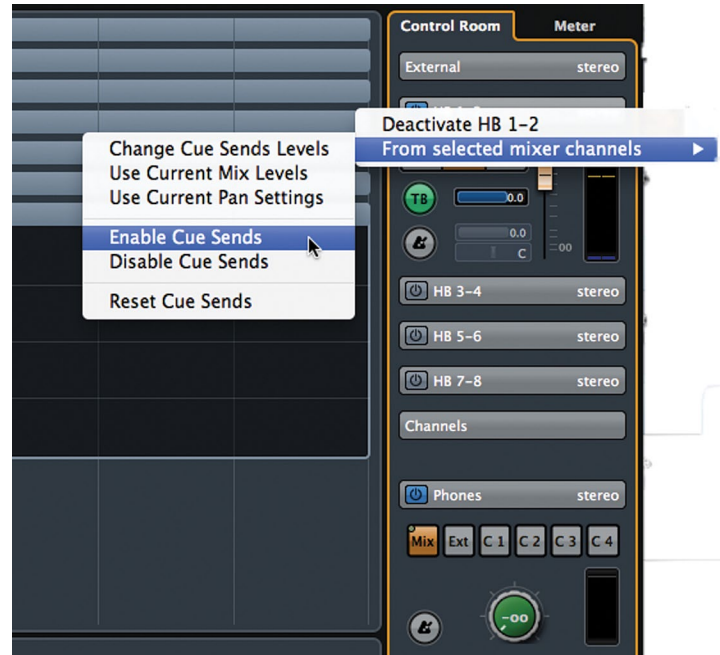 Control Room Meter
External stereo
Deactivate HB 1-2
From selected mixer channels
Change Cue Sends Levels
Use Current Mix Levels
Use Current Pan Settings
Enable Cue Sends
Disable Cue Sends
Reset Cue Sends
TB 0.0
0.0
C
-oo
HB 3-4 stereo
HB 5-6 stereo
HB 7-8 stereo
Channels
Phones stereo
Mix Ext C 1 C 2 C 3 C 4
-oo